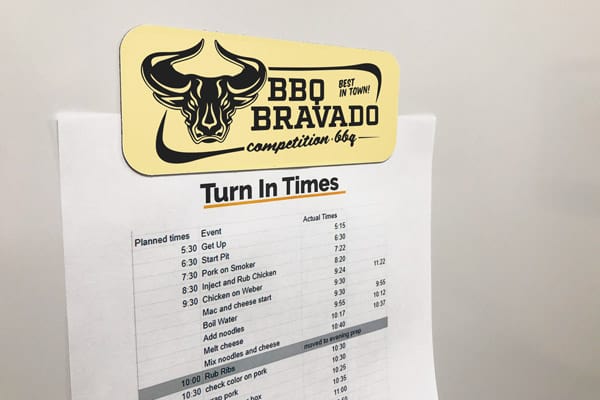 BBQ
BRAVADO
BEST
IN TOWN!
competition · bbq
Turn In Times
Planned times Event Actual Times
5:30 Get Up 5:15
6:30 Start Pit 6:30
7:30 Pork on Smoker 7:22
8:30 Inject and Rub Chicken 8:20
9:30 Chicken on Weber 9:24 11:22
Mac and cheese start 9:30
Boil Water 9:30 9:55
Add noodles 9:55 10:12
Melt cheese 10:17 10:37
Mix noodles and cheese 10:40
10:00 Rub Ribs moved to evening prep
10:30 check color on pork 10:30
pork 10:30
box
10:35
11:00